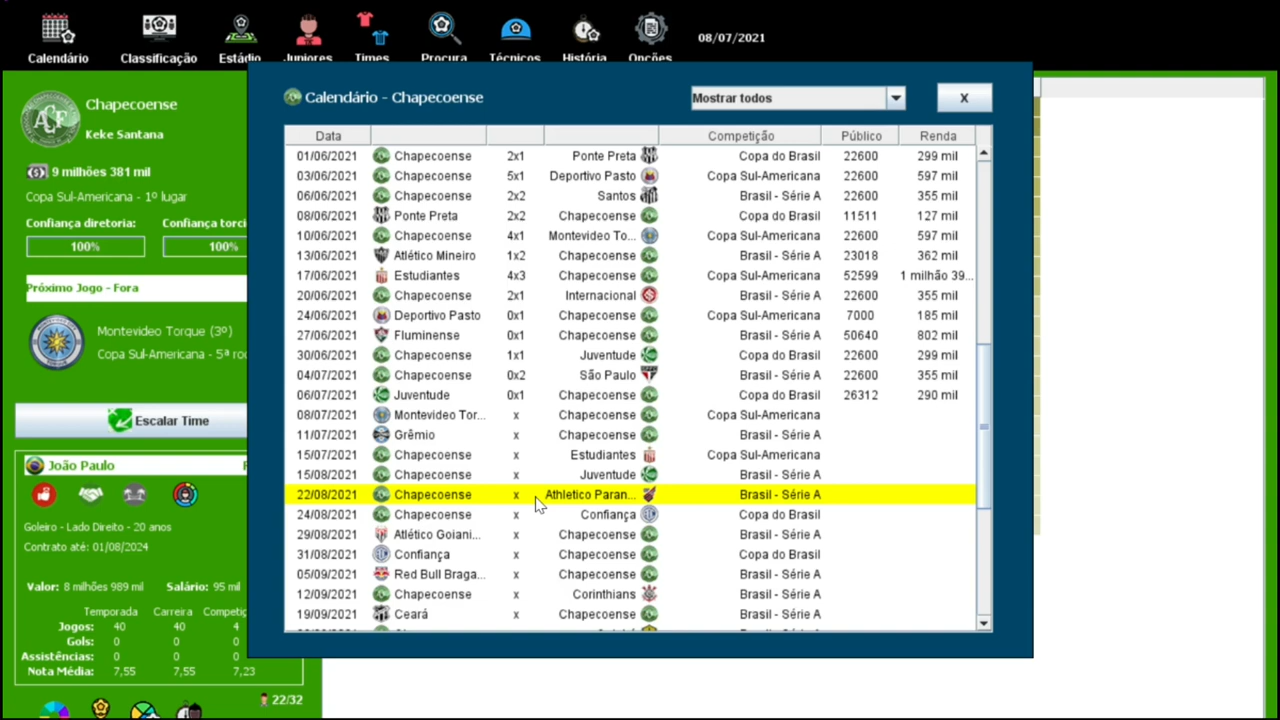 Calendário
Classificação
Estádio
Juniores
Times
Procura
Técnicos
História
Opções
08/07/2021
Chapecoense
Keke Santana
9 milhões 381 mil
Copa Sul-Americana - 1º lugar
Confiança diretoria:
Confiança torci
100%
100%
Próximo Jogo - Fora
Montevideo Torque (3º)
Copa Sul-Americana - 5ª ro
Escalar Time
João Paulo
Goleiro - Lado Direito - 20 anos
Contrato até: 01/08/2024
Valor: 8 milhões 989 mil Salário: 95 mil
Temporada Carreira Competiç
Jogos: 40 40 4
Gols: 0 0 0
Assistências: 0 0 0
Nota Média: 7,55 7,55 7,23
22/32
Calendário - Chapecoense
Mostrar todos
X
Data Competição Público Renda
01/06/2021 Chapecoense 2x1 Ponte Preta Copa do Brasil 22600 299 mil
03/06/2021 Chapecoense 5x1 Deportivo Pasto Copa Sul-Americana 22600 597 mil
06/06/2021 Chapecoense 2x2 Santos Brasil - Série A 22600 355 mil
08/06/2021 Ponte Preta 2x2 Chapecoense Copa do Brasil 11511 127 mil
10/06/2021 Chapecoense 4x1 Montevideo To... Copa Sul-Americana 22600 597 mil
13/06/2021 Atlético Mineiro 1x2 Chapecoense Brasil - Série A 23018 362 mil
17/06/2021 Estudiantes 4x3 Chapecoense Copa Sul-Americana 52599 1 milhão 39...
20/06/2021 Chapecoense 2x1 Internacional Brasil - Série A 22600 355 mil
24/06/2021 Deportivo Pasto 0x1 Chapecoense Copa Sul-Americana 7000 185 mil
27/06/2021 Fluminense 0x1 Chapecoense Brasil - Série A 50640 802 mil
30/06/2021 Chapecoense 1x1 Juventude Copa do Brasil 22600 299 mil
04/07/2021 Chapecoense 0x2 São Paulo Brasil - Série A 22600 355 mil
06/07/2021 Juventude 0x1 Chapecoense Copa do Brasil 26312 290 mil
08/07/2021 Montevideo Tor... x Chapecoense Copa Sul-Americana
11/07/2021 Grêmio x Chapecoense Brasil - Série A
15/07/2021 Chapecoense x Estudiantes Copa Sul-Americana
15/08/2021 Chapecoense x Juventude Brasil - Série A
22/08/2021 Chapecoense x Athletico Paran... Brasil - Série A
24/08/2021 Chapecoense x Confiança Copa do Brasil
29/08/2021 Atlético Goiani... x Chapecoense Brasil - Série A
31/08/2021 Confiança x Chapecoense Copa do Brasil
05/09/2021 Red Bull Braga... x Chapecoense Brasil - Série A
12/09/2021 Chapecoense x Corinthians Brasil - Série A
19/09/2021 Ceará x Chapecoense Brasil - Série A